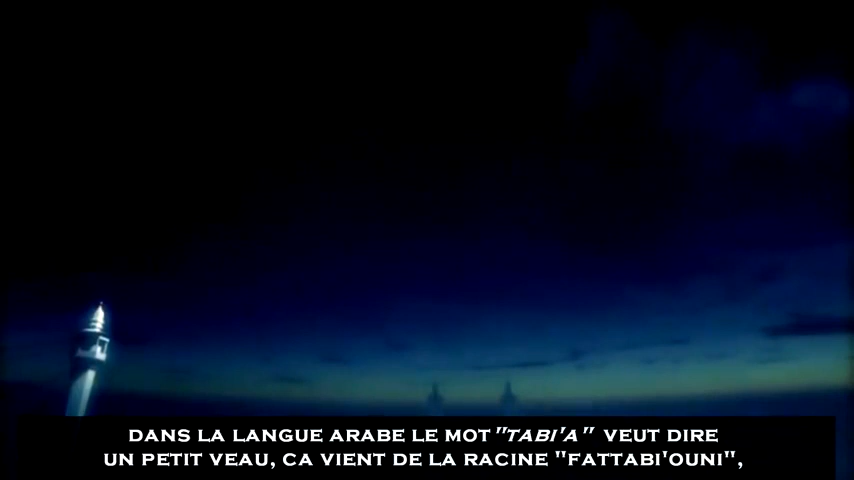 DANS LA LANGUE ARABE LE MOT "TABI'A" VEUT DIRE
UN PETIT VEAU, CA VIENT DE LA RACINE "FATTABI'OUNI",